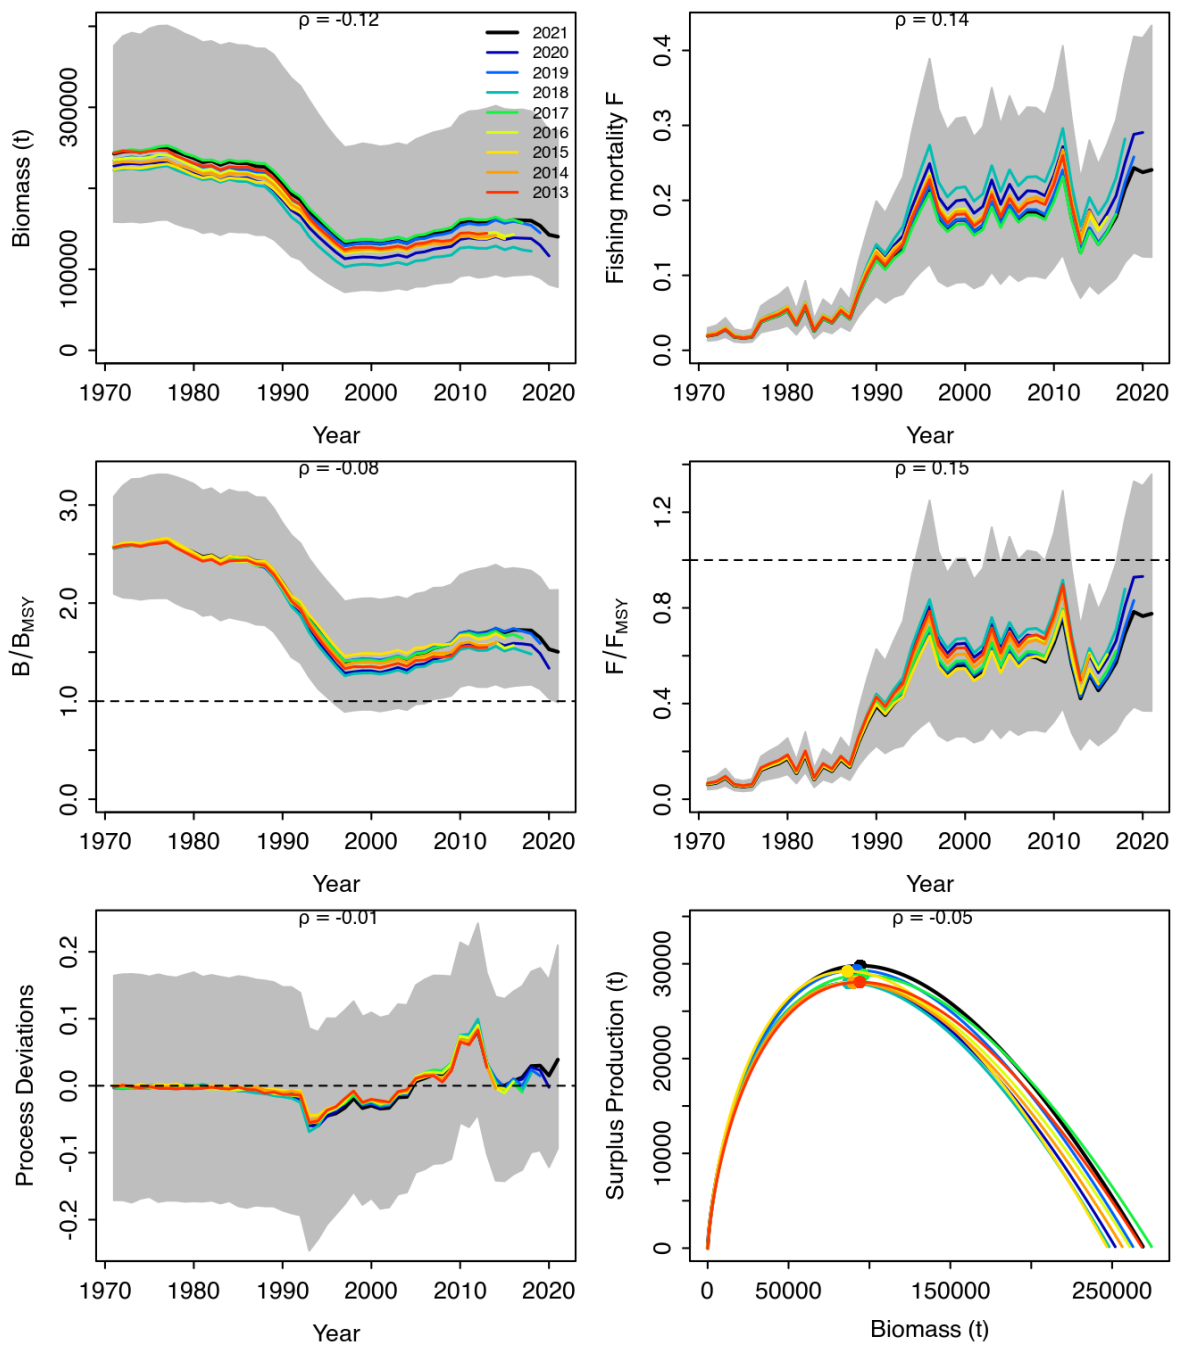 ρ = -0.12
2021
2020
2019
2018
2017
2016
2015
2014
2013
Biomass (t)
300000
100000
0
1970 1980 1990 2000 2010 2020
Year
ρ = 0.14
Fishing mortality F
0.4
0.3
0.2
0.1
0.0
1970 1980 1990 2000 2010 2020
Year
ρ = -0.08
B/BMSY
3.0
2.0
1.0
0.0
1970 1980 1990 2000 2010 2020
Year
ρ = 0.15
F/FMSY
1.2
0.8
0.4
0.0
1970 1980 1990 2000 2010 2020
Year
ρ = -0.01
Process Deviations
0.2
0.1
0.0
-0.1
-0.2
1970 1980 1990 2000 2010 2020
Year
ρ = -0.05
Surplus Production (t)
30000
20000
10000
0
0 50000 150000 250000
Biomass (t)